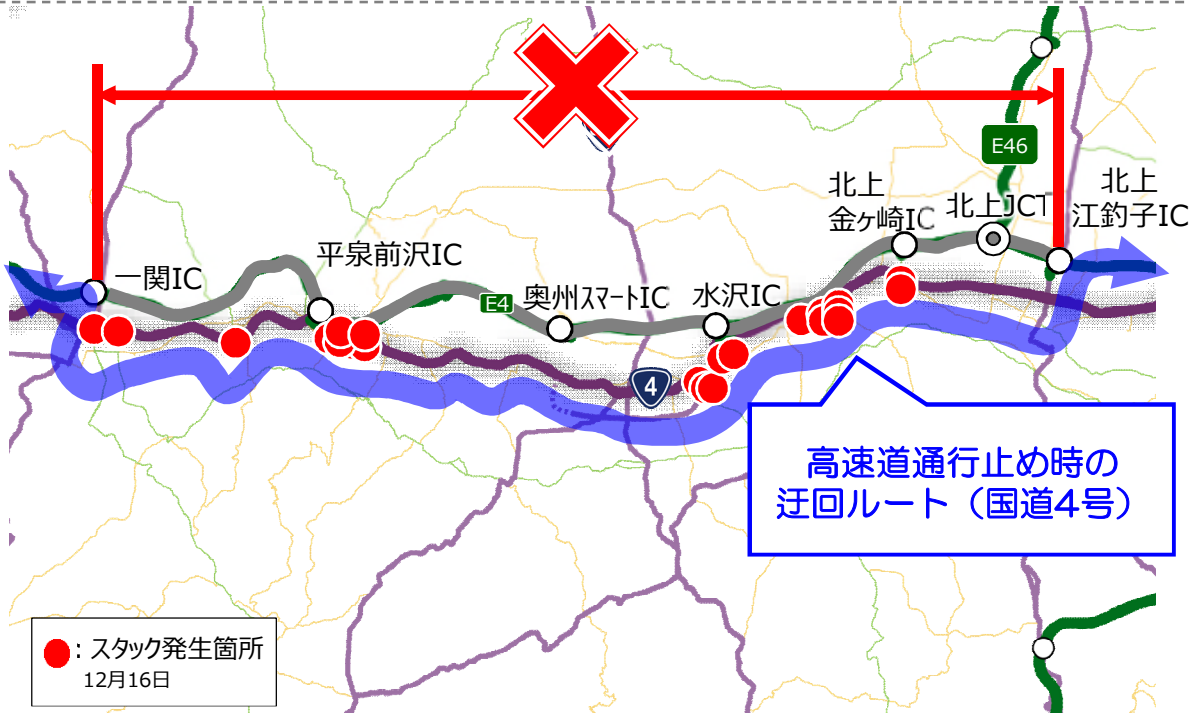 E46
北上
金ヶ崎IC
北上JCT
北上
江釣子IC
一関IC
平泉前沢IC
E4
奥州スマートIC
水沢IC
4
高速道通行止め時の
迂回ルート（国道4号）
：スタック発生箇所
12月16日